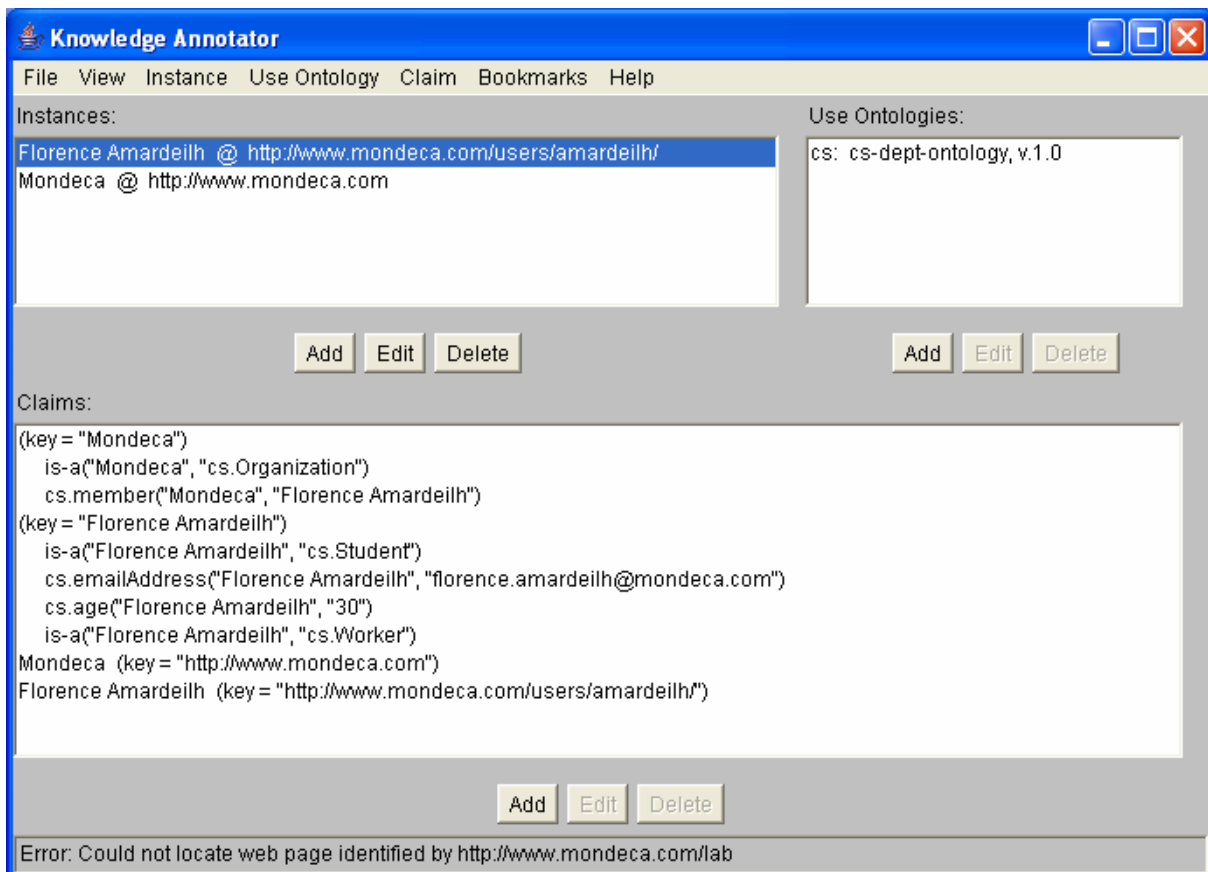 Knowledge Annotator
File View Instance Use Ontology Claim Bookmarks Help
Instances:
Use Ontologies:
Florence Amardeilh @ http://www.mondeca.com/users/amardeilh/
Mondeca @ http://www.mondeca.com
cs: cs-dept-ontology, v.1.0
Add Edit Delete
Add Edit Delete
Claims:
(key = "Mondeca")
is-a("Mondeca", "cs.Organization")
cs.member("Mondeca", "Florence Amardeilh")
(key = "Florence Amardeilh")
is-a("Florence Amardeilh", "cs.Student")
cs.emailAddress("Florence Amardeilh", "florence.amardeilh@mondeca.com")
cs.age("Florence Amardeilh", "30")
is-a("Florence Amardeilh", "cs.Worker")
Mondeca (key = "http://www.mondeca.com")
Florence Amardeilh (key = "http://www.mondeca.com/users/amardeilh/")
Add Edit Delete
Error: Could not locate web page identified by http://www.mondeca.com/lab